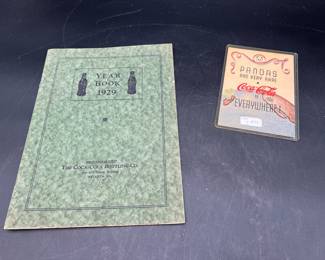 YEAR
BOOK
1929
THE COCA-COLA BOTTLING CO.
PANDAS
ARE VERY RARE
Coca-Cola
IS
EVERYWHERE!